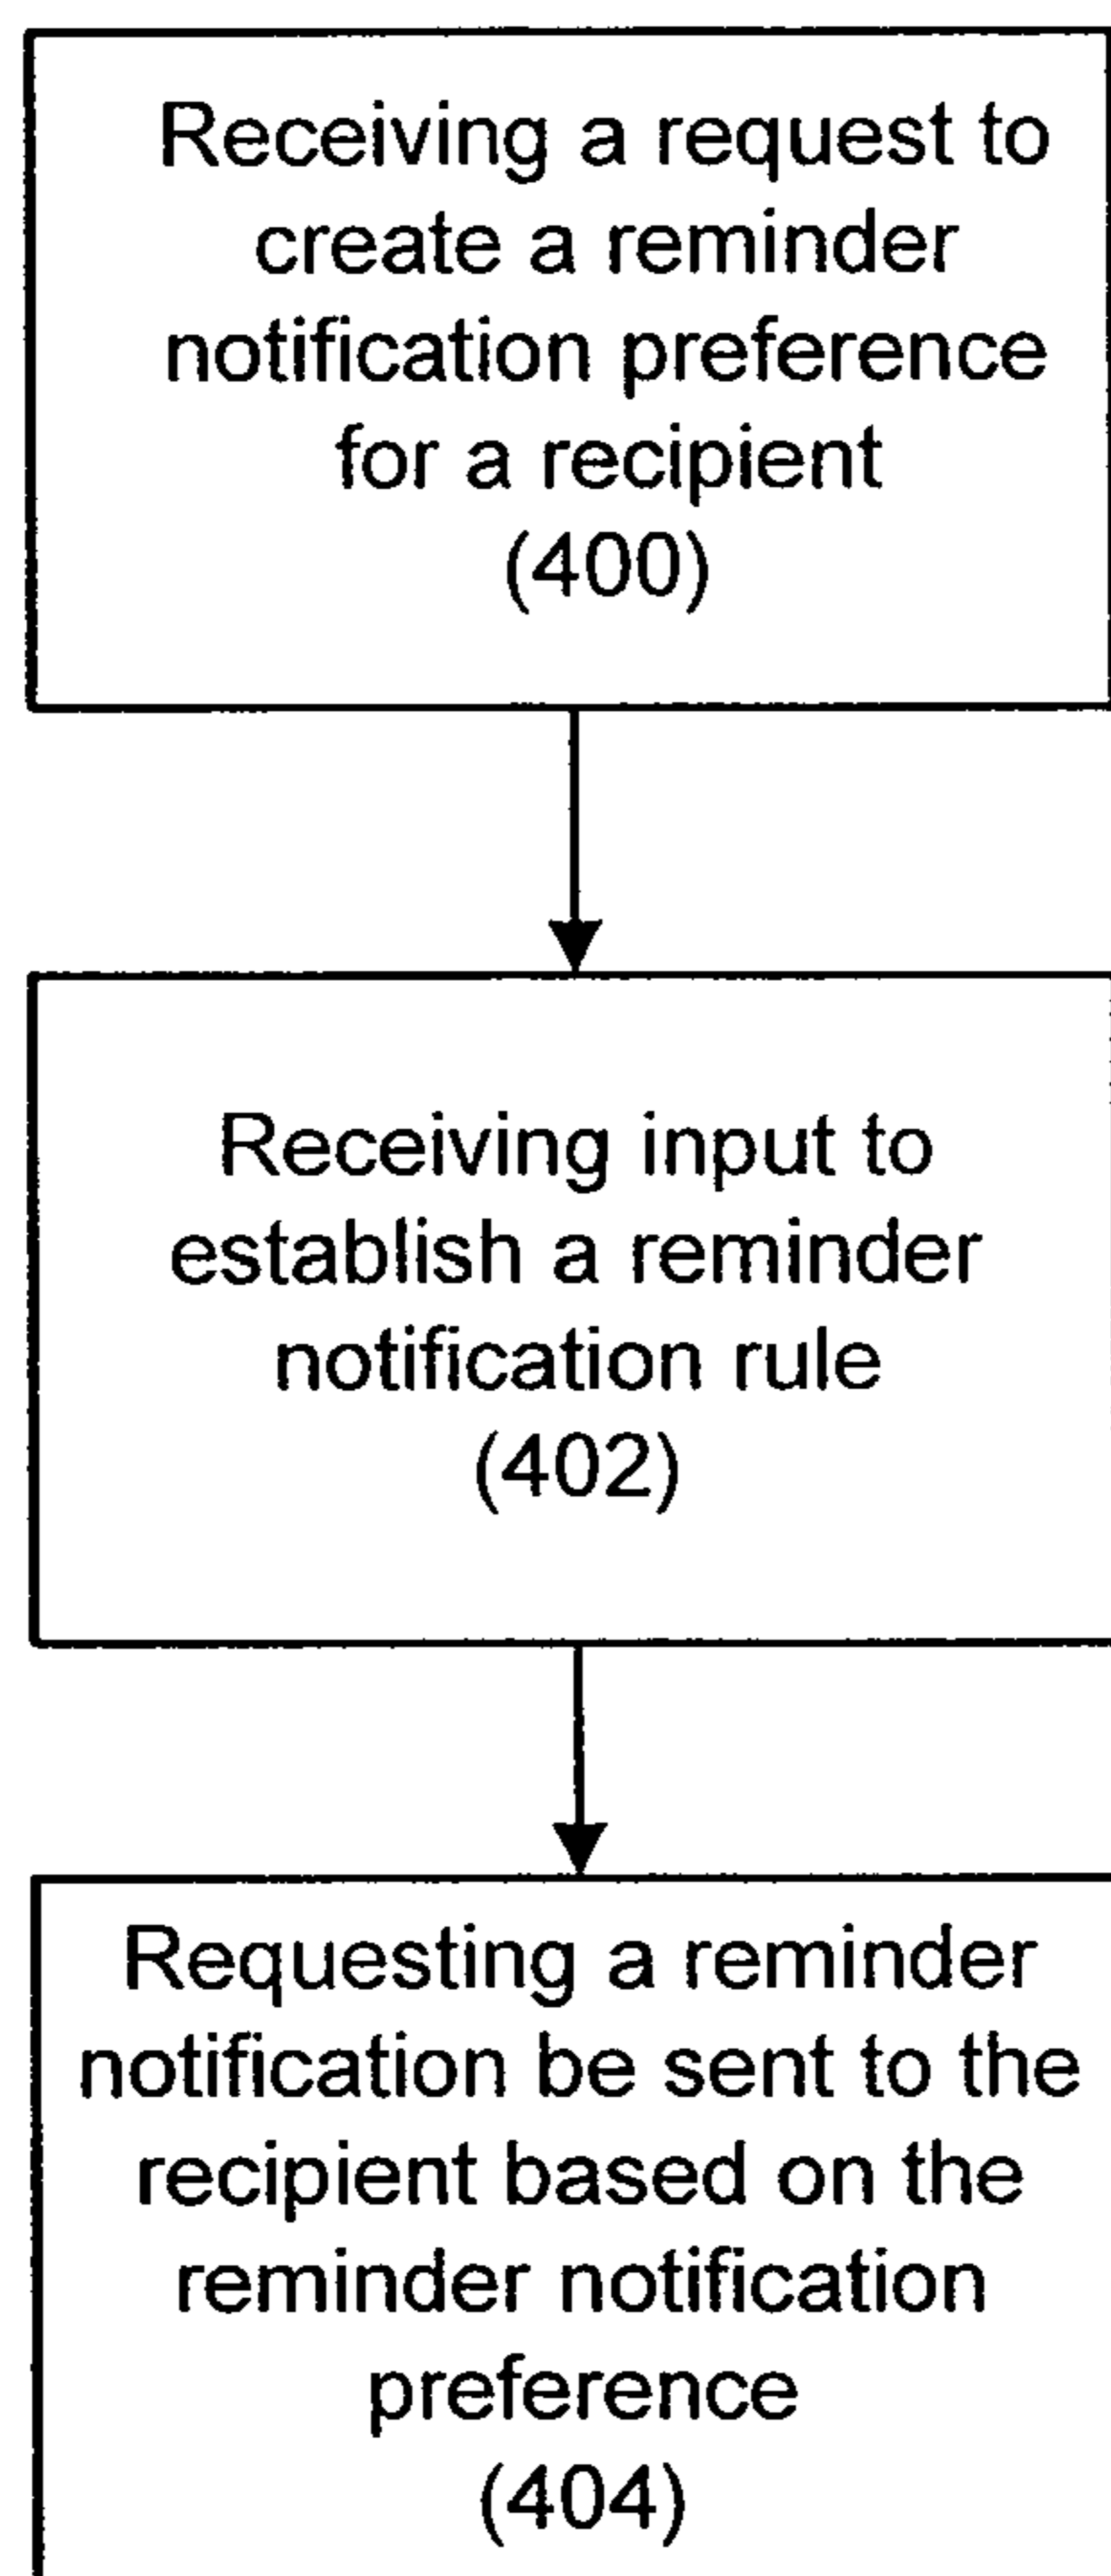 Receiving a request to
create a reminder
notification preference
for a recipient
(400)
Receiving input to
establish a reminder
notification rule
(402)
Requesting a reminder
notification be sent to the
recipient based on the
reminder notification
preference
(404)